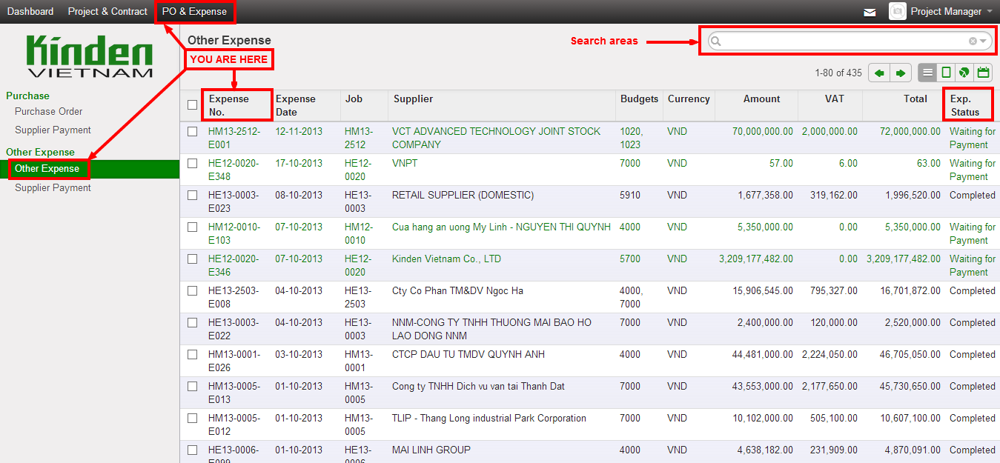 Dashboard Project & Contract PO & Expense Project Manager
Kinden
VIETNAM
Other Expense
Search areas
YOU ARE HERE
1-80 of 435
Purchase
Purchase Order
Supplier Payment
Other Expense
Other Expense
Supplier Payment
Expense No. Expense Date Job Supplier Budgets Currency Amount VAT Total Exp. Status
HM13-2512-E001 12-11-2013 HM13-2512 VCT ADVANCED TECHNOLOGY JOINT STOCK COMPANY 1020, 1023 VND 70,000,000.00 2,000,000.00 72,000,000.00 Waiting for Payment
HE12-0020-E348 17-10-2013 HE12-0020 VNPT 7000 VND 57.00 6.00 63.00 Waiting for Payment
HE13-0003-E023 08-10-2013 HE13-0003 RETAIL SUPPLIER (DOMESTIC) 5910 VND 1,677,358.00 319,162.00 1,996,520.00 Completed
HM12-0010-E103 07-10-2013 HM12-0010 Cua hang an uong My Linh - NGUYEN THI QUYNH 4000 VND 5,350,000.00 0.00 5,350,000.00 Waiting for Payment
HE12-0020-E346 07-10-2013 HE12-0020 Kinden Vietnam Co., LTD 5700 VND 3,209,177,482.00 0.00 3,209,177,482.00 Waiting for Payment
HE13-2503-E008 04-10-2013 HE13-2503 Cty Co Phan TM&DV Ngoc Ha 4000, 7000 VND 15,906,545.00 795,327.00 16,701,872.00 Completed
HE13-0003-E022 04-10-2013 HE13-0003 NNM-CONG TY TNHH THUONG MAI BAO HO LAO DONG NNM 7000 VND 2,400,000.00 120,000.00 2,520,000.00 Completed
HM13-0001-E026 03-10-2013 HM13-0001 CTCP DAU TU TMDV QUYNH ANH 4000 VND 44,481,000.00 2,224,050.00 46,705,050.00 Completed
HM13-0005-E013 01-10-2013 HM13-0005 Cong ty TNHH Dich vu van tai Thanh Dat 7000 VND 43,553,000.00 2,177,650.00 45,730,650.00 Completed
HM13-0005-E012 01-10-2013 HM13-0005 TLIP - Thang Long industrial Park Corporation 7000 VND 10,102,000.00 505,100.00 10,607,100.00 Completed
HE13-0006-E099 01-10-2013 HE13-0006 MAI LINH GROUP 4000 VND 4,638,182.00 231,909.00 4,870,091.00 Completed